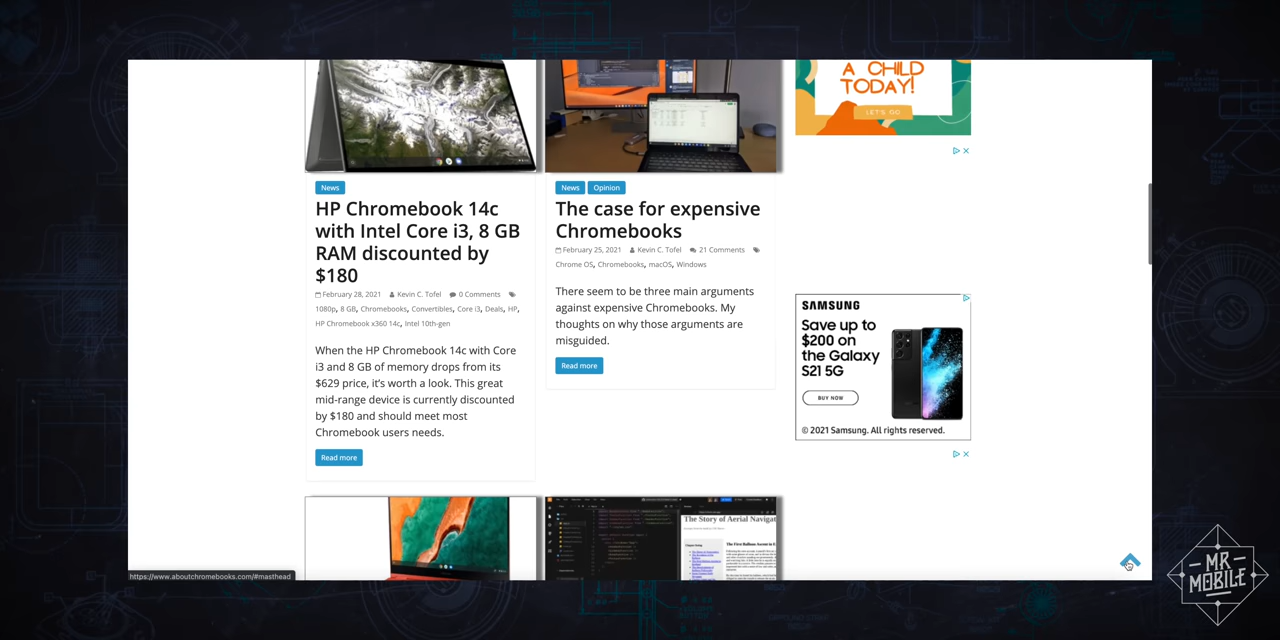 A CHILD
TODAY!
LET'S GO
News
HP Chromebook 14c
with Intel Core i3, 8 GB
RAM discounted by
$180
February 28, 2021 Kevin C. Tofel 0 Comments
1080p, 8 GB, Chromebooks, Convertibles, Core i3, Deals, HP,
HP Chromebook x360 14c, Intel 10th-gen
When the HP Chromebook 14c with Core
i3 and 8 GB of memory drops from its
$629 price, it's worth a look. This great
mid-range device is currently discounted
by $180 and should meet most
Chromebook users needs.
Read more
News Opinion
The case for expensive
Chromebooks
February 25, 2021 Kevin C. Tofel 21 Comments
Chrome OS, Chromebooks, macOS, Windows
There seem to be three main arguments
against expensive Chromebooks. My
thoughts on why those arguments are
misguided.
Read more
SAMSUNG
Save up to
$200 on
the Galaxy
S21 5G
BUY NOW
© 2021 Samsung. All rights reserved.
The Story of Aerial Navigat
The First Balloon Ascent in E
https://www.aboutchromebooks.com/#masthead
MR
MOBILE